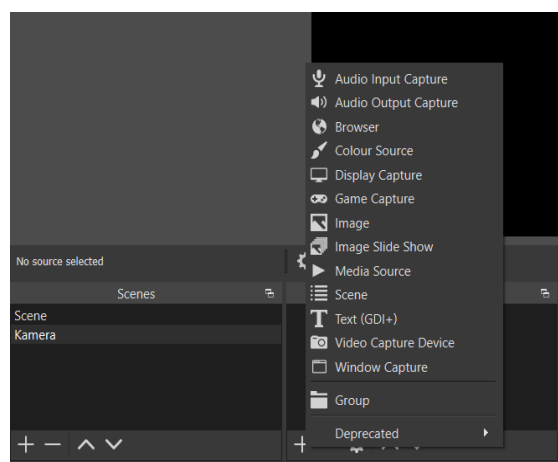 Audio Input Capture
Audio Output Capture
Browser
Colour Source
Display Capture
Game Capture
Image
Image Slide Show
Media Source
Scene
Text (GDI+)
Video Capture Device
Window Capture
Group
Deprecated
No source selected
Scenes
Scene
Kamera